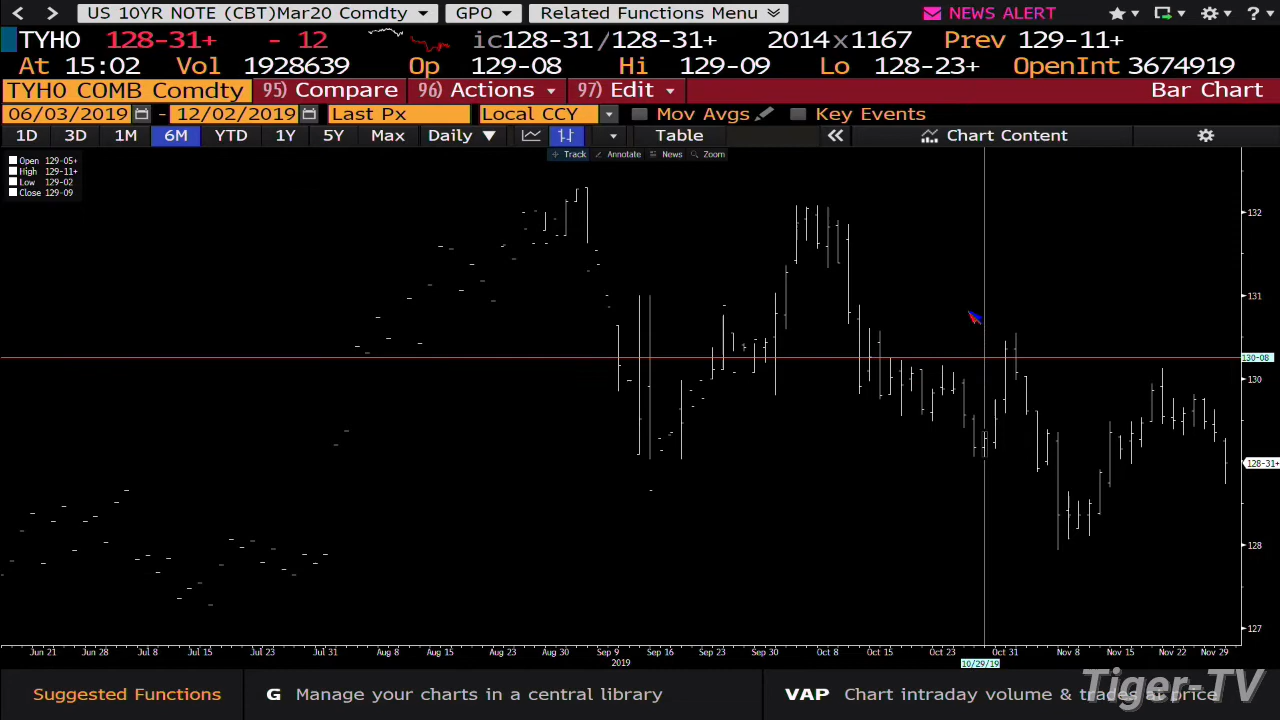 US 10YR NOTE (CBT)Mar20 Comdty GPO Related Functions Menu NEWS ALERT ?
TYH0 128-31+ - 12 ic128-31/128-31+ 2014x1167 Prev 129-11+
At 15:02 Vol 1928639 Op 129-08 Hi 129-09 Lo 128-23+ OpenInt 3674919
TYH0 COMB Comdty 95) Compare 96) Actions 97) Edit Bar Chart
06/03/2019 - 12/02/2019 Last Px Local CCY Mov Avgs Key Events
1D 3D 1M 6M YTD 1Y 5Y Max Daily Table Chart Content
Track Annotate News Zoom
Open 129-05+
High 129-11+
Low 129-02
Close 129-09
132
131
130-08
130
128-31+
128
127
Jun 21 Jun 28 Jul 8 Jul 15 Jul 23 Jul 31 Aug 8 Aug 15 Aug 23 Aug 30 Sep 9 Sep 16 Sep 23 Sep 30 Oct 8 Oct 15 Oct 23 Oct 31 Nov 8 Nov 15 Nov 22 Nov 29
2019 10/29/19
Suggested Functions G Manage your charts in a central library VAP Chart intraday volume & trades at price
Tiger-TV